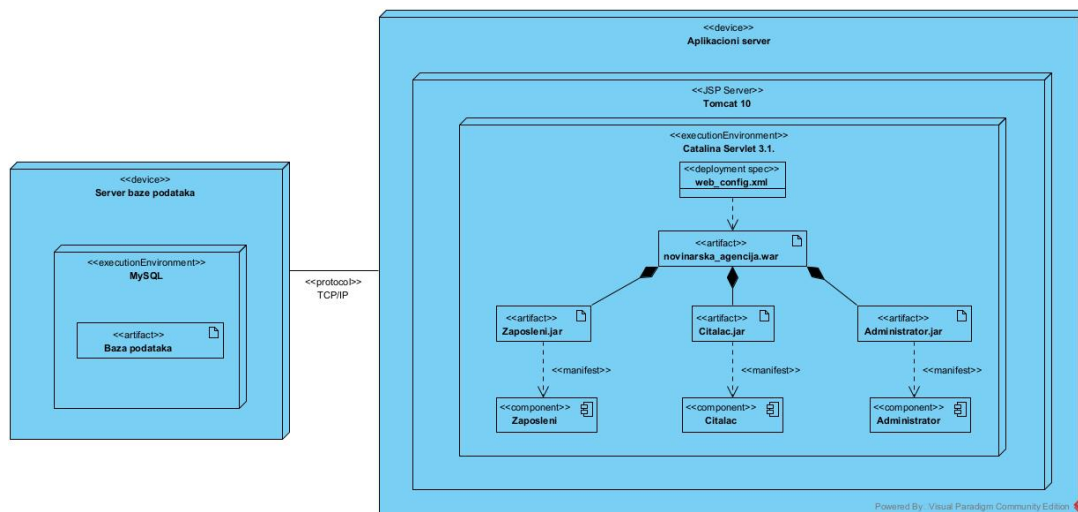 <<device>>
Server baze podataka
<<executionEnvironment>>
MySQL
<<artifact>>
Baza podataka
<<protocol>>
TCP/IP
<<device>>
Aplikacioni server
<<JSP Server>>
Tomcat 10
<<executionEnvironment>>
Catalina Servlet 3.1.
<<deployment spec>>
web_config.xml
<<artifact>>
novinarska_agencija.war
<<artifact>>
Zaposleni.jar
<<artifact>>
Citalac.jar
<<artifact>>
Administrator.jar
<<manifest>>
<<manifest>>
<<manifest>>
<<component>>
Zaposleni
<<component>>
Citalac
<<component>>
Administrator
Powered By Visual Paradigm Community Edition